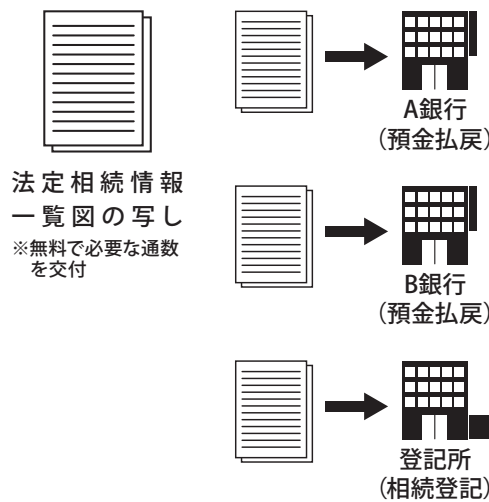 法定相続情報
一覧図の写し
※無料で必要な通数
を交付
A銀行
(預金払戻)
B銀行
(預金払戻)
登記所
(相続登記)